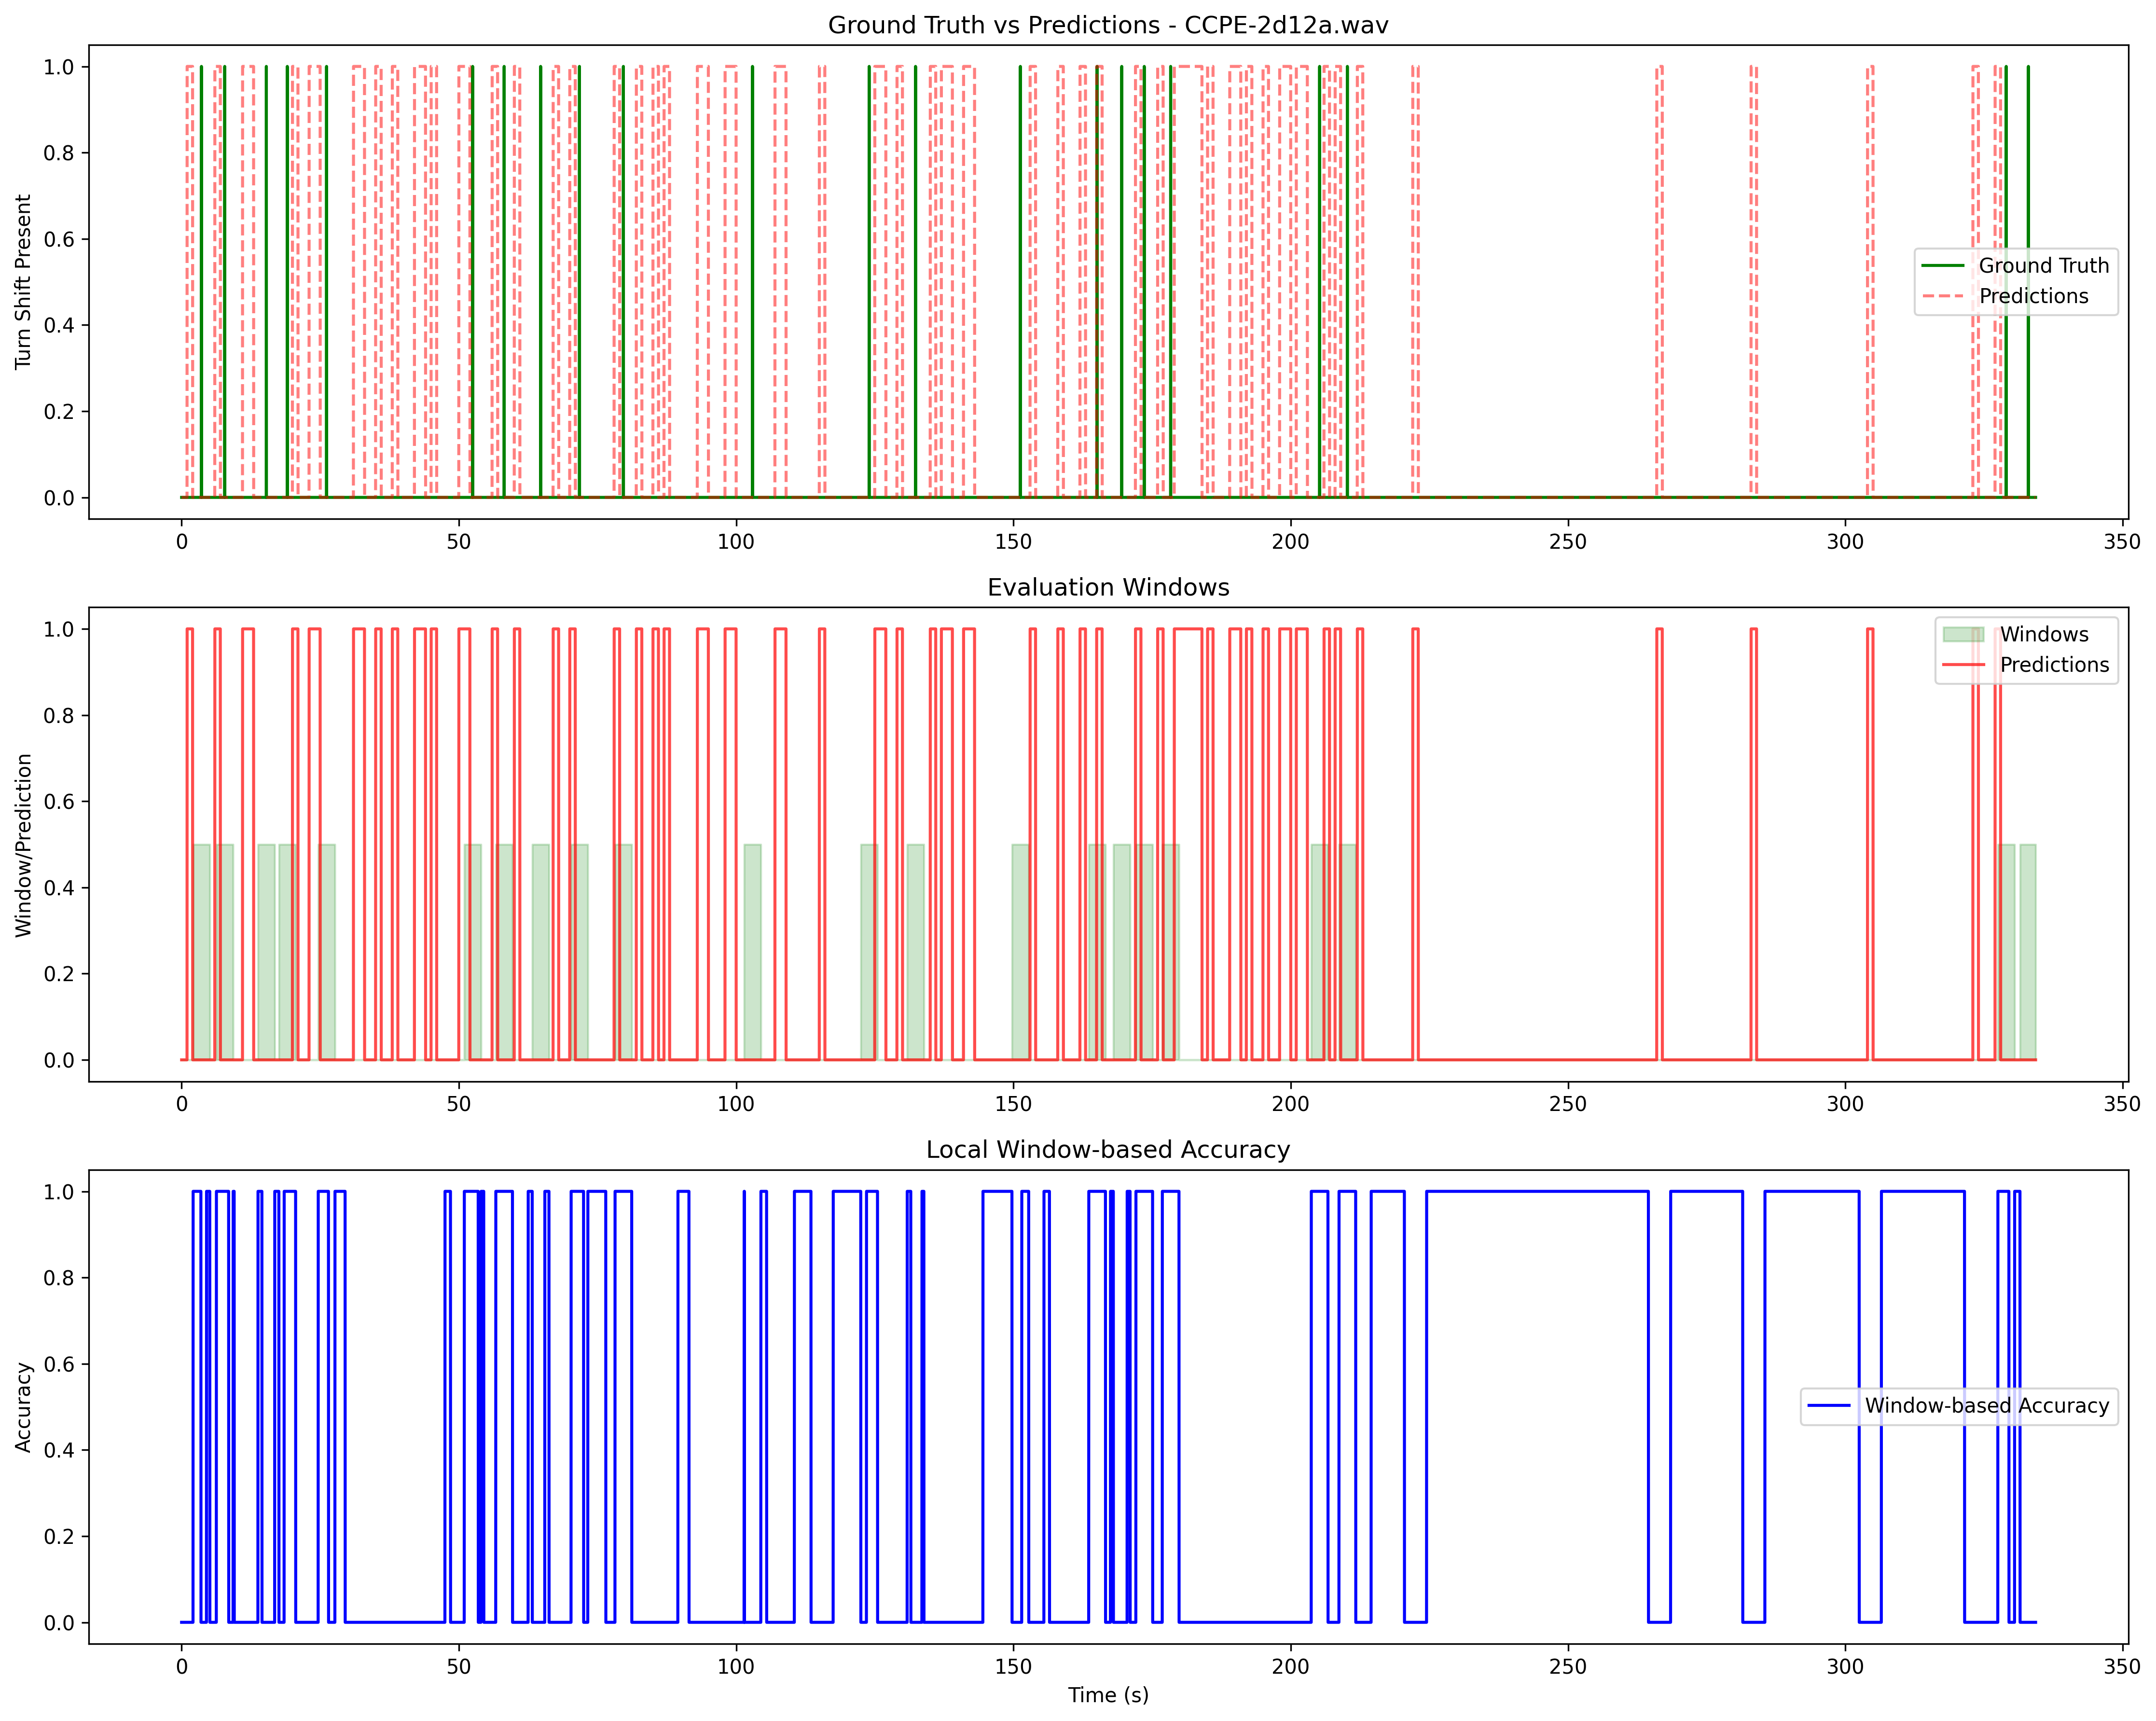 Ground Truth vs Predictions - CCPE-2d12a.wav
1.0
0.8
0.6
0.4
0.2
0.0
Turn Shift Present
Ground Truth
Predictions
0 50 100 150 200 250 300 350
Evaluation Windows
1.0
0.8
0.6
0.4
0.2
0.0
Window/Prediction
Windows
Predictions
0 50 100 150 200 250 300 350
Local Window-based Accuracy
1.0
0.8
0.6
0.4
0.2
0.0
Accuracy
Window-based Accuracy
0 50 100 150 200 250 300 350
Time (s)